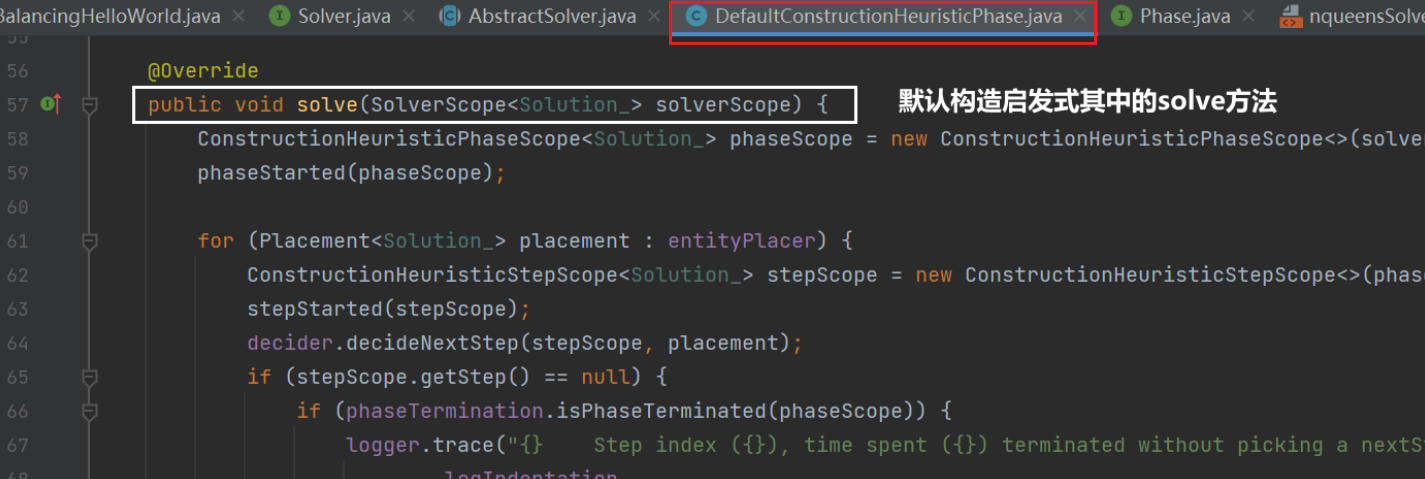 BalancingHelloWorld.java × Solver.java × AbstractSolver.java × DefaultConstructionHeuristicPhase.java × Phase.java × nqueensSolve
55
56 @Override
57 public void solve(SolverScope<Solution_> solverScope) { 默认构造启发式其中的solve方法
58 ConstructionHeuristicPhaseScope<Solution_> phaseScope = new ConstructionHeuristicPhaseScope<>(solver
59 phaseStarted(phaseScope);
60
61 for (Placement<Solution_> placement : entityPlacer) {
62 ConstructionHeuristicStepScope<Solution_> stepScope = new ConstructionHeuristicStepScope<>(phase
63 stepStarted(stepScope);
64 decider.decideNextStep(stepScope, placement);
65 if (stepScope.getStep() == null) {
66 if (phaseTermination.isPhaseTerminated(phaseScope)) {
67 logger.trace("{}    Step index ({}), time spent ({}) terminated without picking a nextS
68 logIndentation